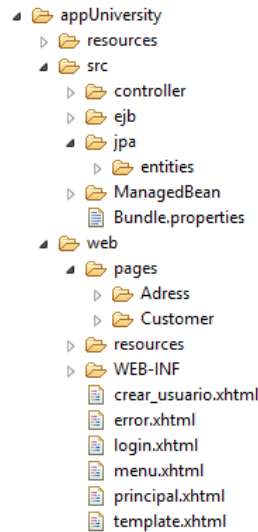 appUniversity
resources
src
controller
ejb
jpa
entities
ManagedBean
Bundle.properties
web
pages
Adress
Customer
resources
WEB-INF
crear_usuario.xhtml
error.xhtml
login.xhtml
menu.xhtml
principal.xhtml
template.xhtml